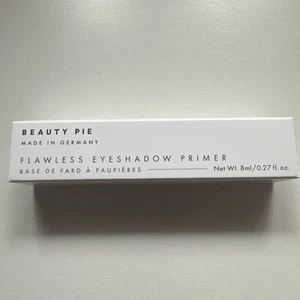 BEAUTY PIE
MADE IN GERMANY
FLAWLESS EYESHADOW PRIMER
BASE DE FARD À PAUPIÈRES Net Wt. 8ml/0.27 fl. oz.